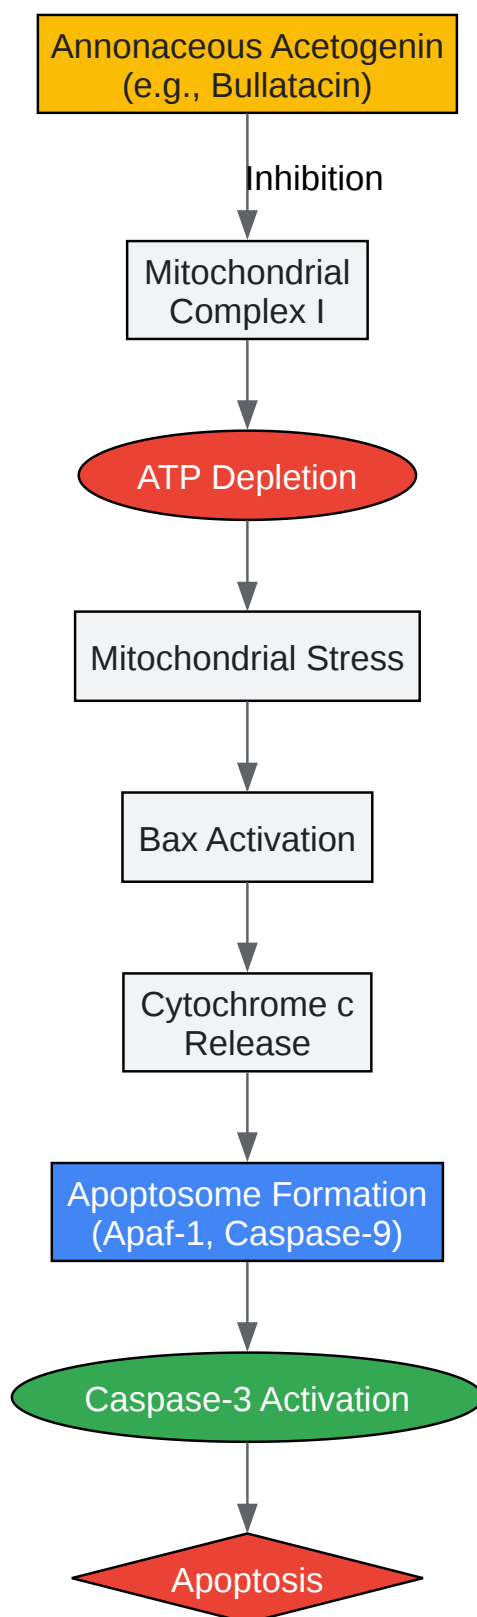 Annonaceous Acetogenin
(e.g., Bullatacin)
Inhibition
Mitochondrial
Complex I
ATP Depletion
Mitochondrial Stress
Bax Activation
Cytochrome c
Release
Apoptosome Formation
(Apaf-1, Caspase-9)
Caspase-3 Activation
Apoptosis